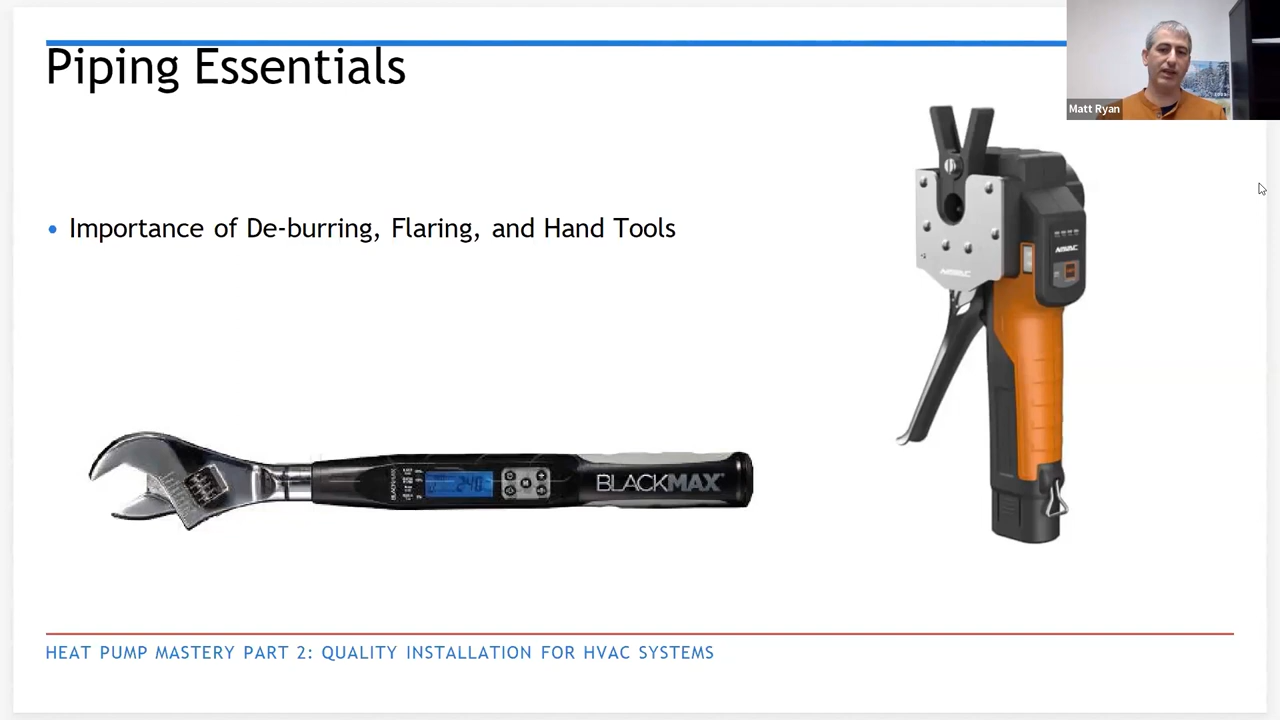 Piping Essentials
Matt Ryan
• Importance of De-burring, Flaring, and Hand Tools
BLACKMAX
HEAT PUMP MASTERY PART 2: QUALITY INSTALLATION FOR HVAC SYSTEMS